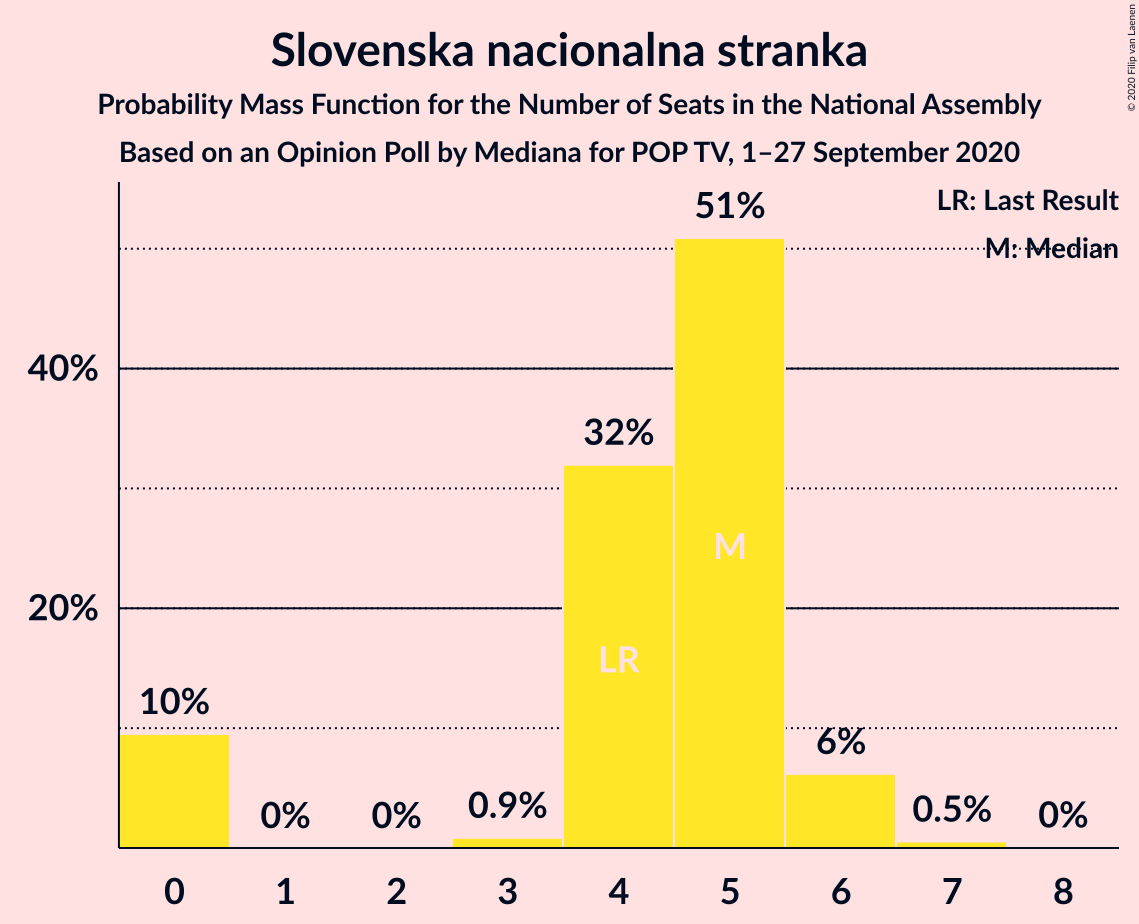 Slovenska nacionalna stranka
Probability Mass Function for the Number of Seats in the National Assembly
Based on an Opinion Poll by Mediana for POP TV, 1–27 September 2020
© 2020 Filip van Laenen
LR: Last Result
M: Median
51%
40%
32%
M
20%
LR
10%
6%
0%
0%
0.9%
0.5%
0%
0 1 2 3 4 5 6 7 8